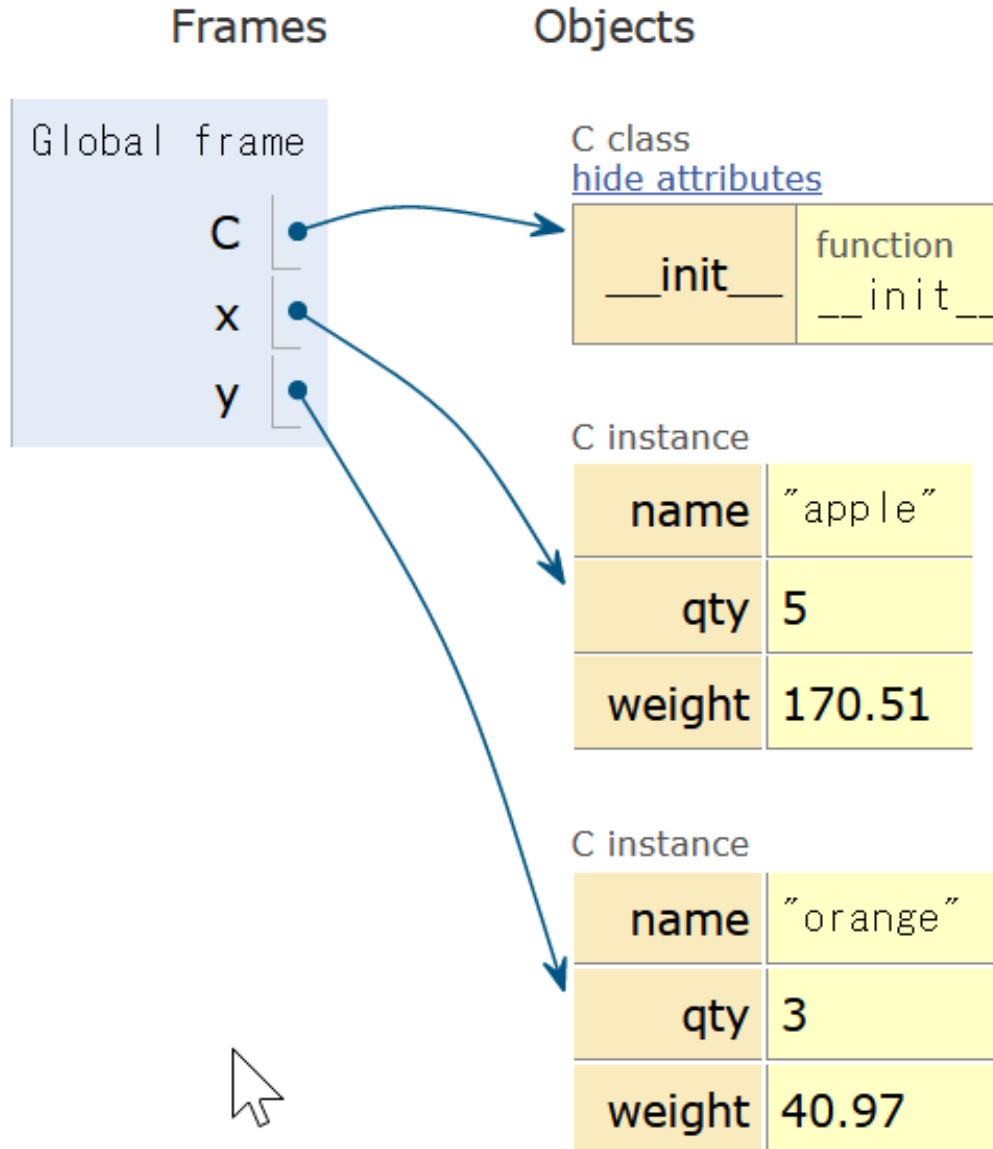 Frames Objects
Global frame
C
x
y
C class
hide attributes
__init__ function
__init__
C instance
name "apple"
qty 5
weight 170.51
C instance
name "orange"
qty 3
weight 40.97